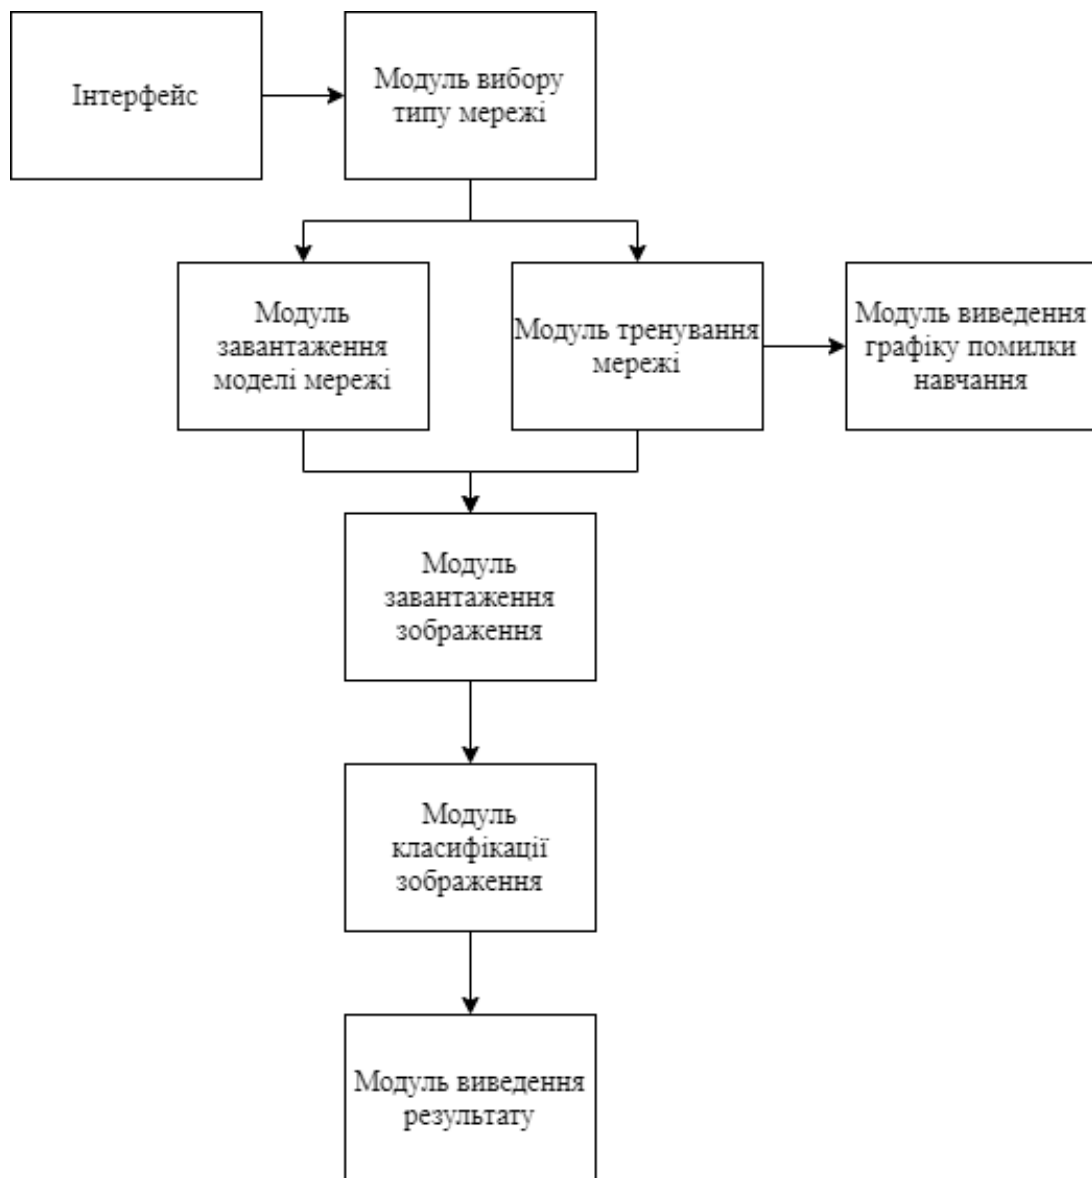 Інтерфейс
Модуль вибору
типу мережі
Модуль
завантаження
моделі мережі
Модуль тренування
мережі
Модуль виведення
графіку помилки
навчання
Модуль
завантаження
зображення
Модуль
класифікації
зображення
Модуль виведення
результату